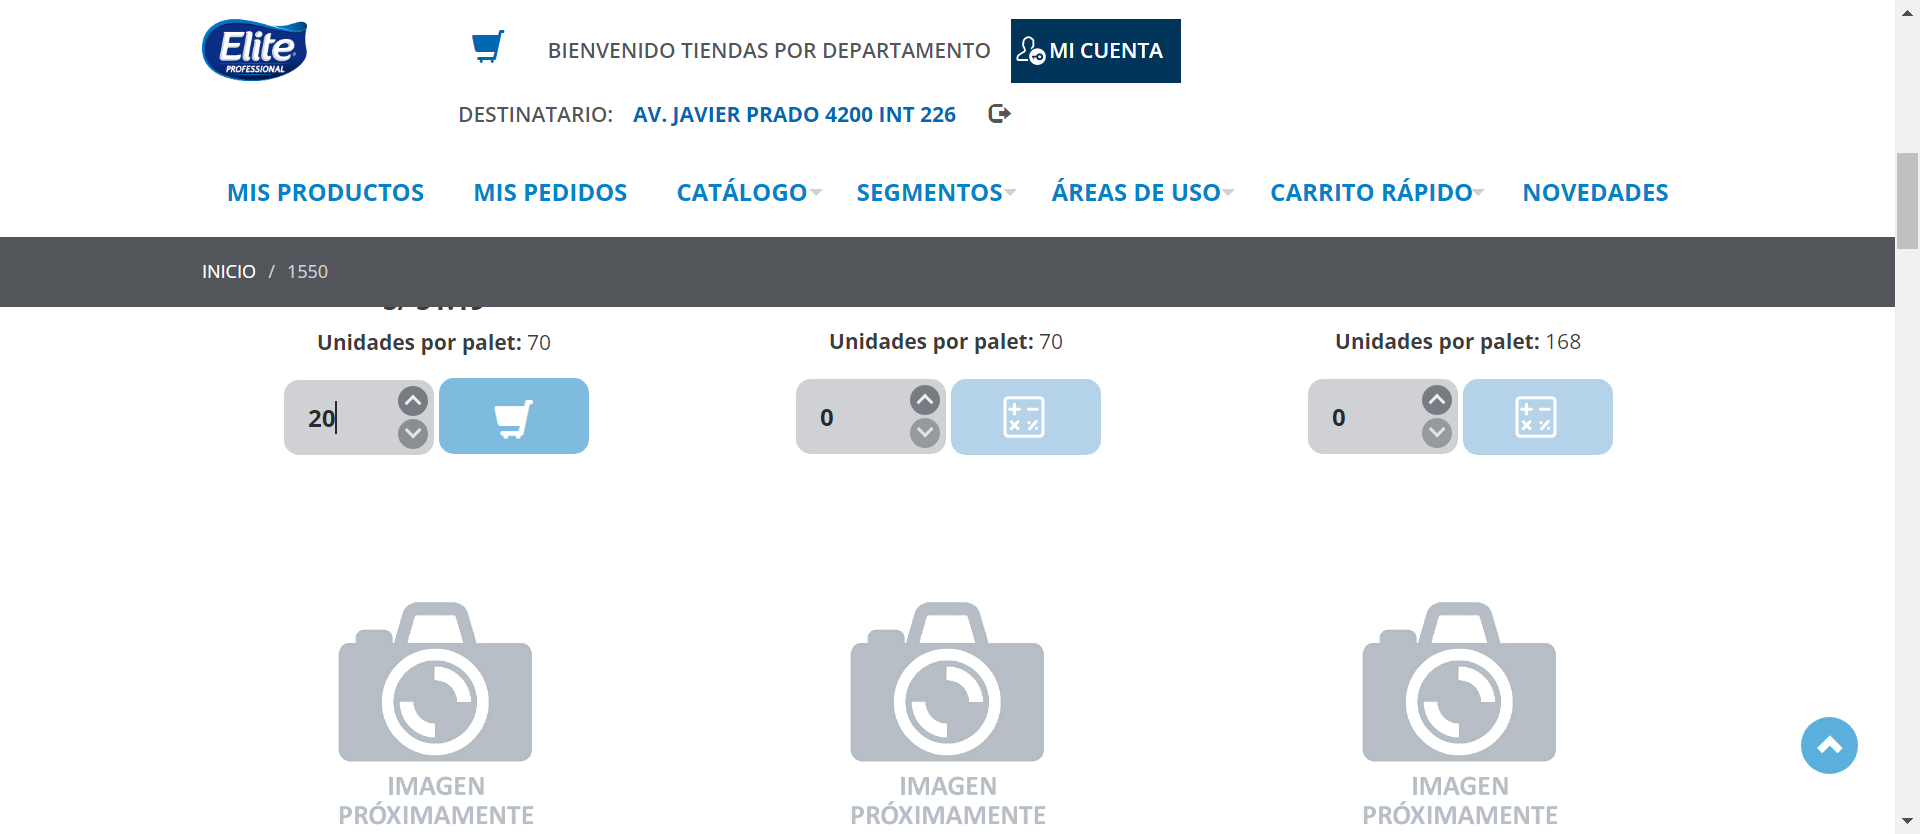 Elite
PROFESSIONAL
BIENVENIDO TIENDAS POR DEPARTAMENTO
MI CUENTA
DESTINATARIO: AV. JAVIER PRADO 4200 INT 226
MIS PRODUCTOS MIS PEDIDOS CATÁLOGO SEGMENTOS ÁREAS DE USO CARRITO RÁPIDO NOVEDADES
INICIO / 1550
Unidades por palet: 70 Unidades por palet: 70 Unidades por palet: 168
20 0 0
IMAGEN IMAGEN IMAGEN
PRÓXIMAMENTE PRÓXIMAMENTE PRÓXIMAMENTE